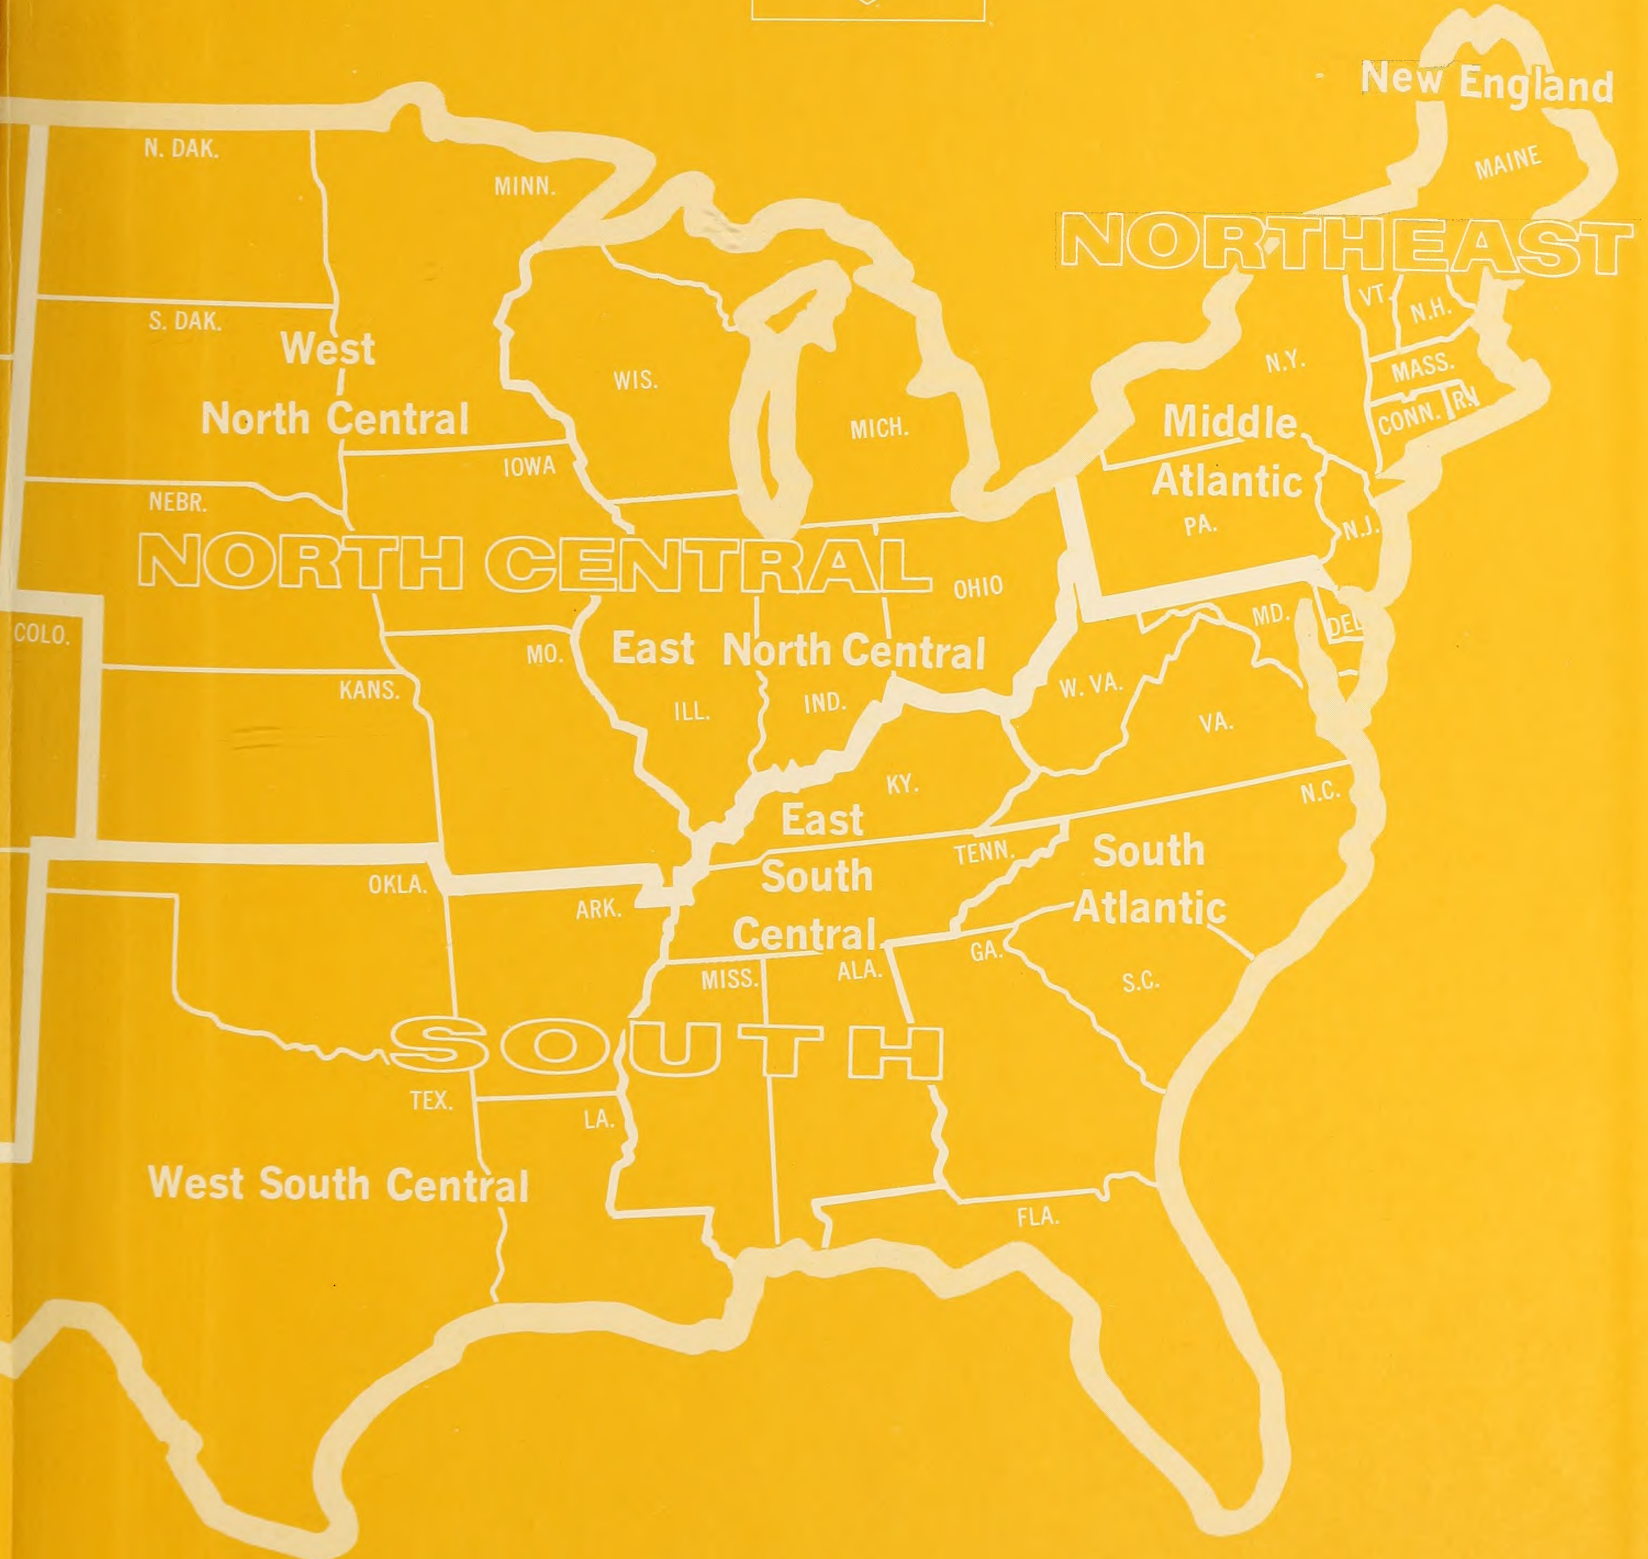 New England
MAINE
N. DAK.
MINN.
NORTHEAST
VT.
N.H.
S. DAK.
West
North Central
WIS.
N.Y.
MASS.
MICH.
CONN.
R.I.
Middle
Atlantic
IOWA
NEBR.
PA.
N.J.
NORTH CENTRAL
OHIO
COLO.
MD.
DEL.
MO.
East North Central
KANS.
ILL.
IND.
W. VA.
VA.
KY.
N.C.
East
South
Central
TENN.
South
Atlantic
OKLA.
ARK.
MISS.
ALA.
GA.
S.C.
SOUTH
TEX.
LA.
West South Central
FLA.